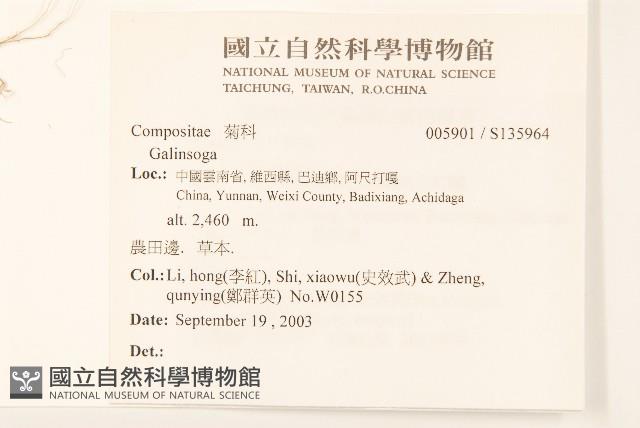 國立自然科學博物館
NATIONAL MUSEUM OF NATURAL SCIENCE
TAICHUNG, TAIWAN, R.O.CHINA
Compositae 菊科 005901 / S135964
Galinsoga
Loc.: 中國雲南省, 維西縣, 巴迪鄉, 阿尺打嘎
China, Yunnan, Weixi County, Badixiang, Achidaga
alt. 2,460 m.
農田邊. 草本.
Col.: Li, hong(李紅), Shi, xiaowu(史效武) & Zheng,
qunying(鄭群英) No.W0155
Date: September 19 , 2003
Det.:
國立自然科學博物館
NATIONAL MUSEUM OF NATURAL SCIENCE